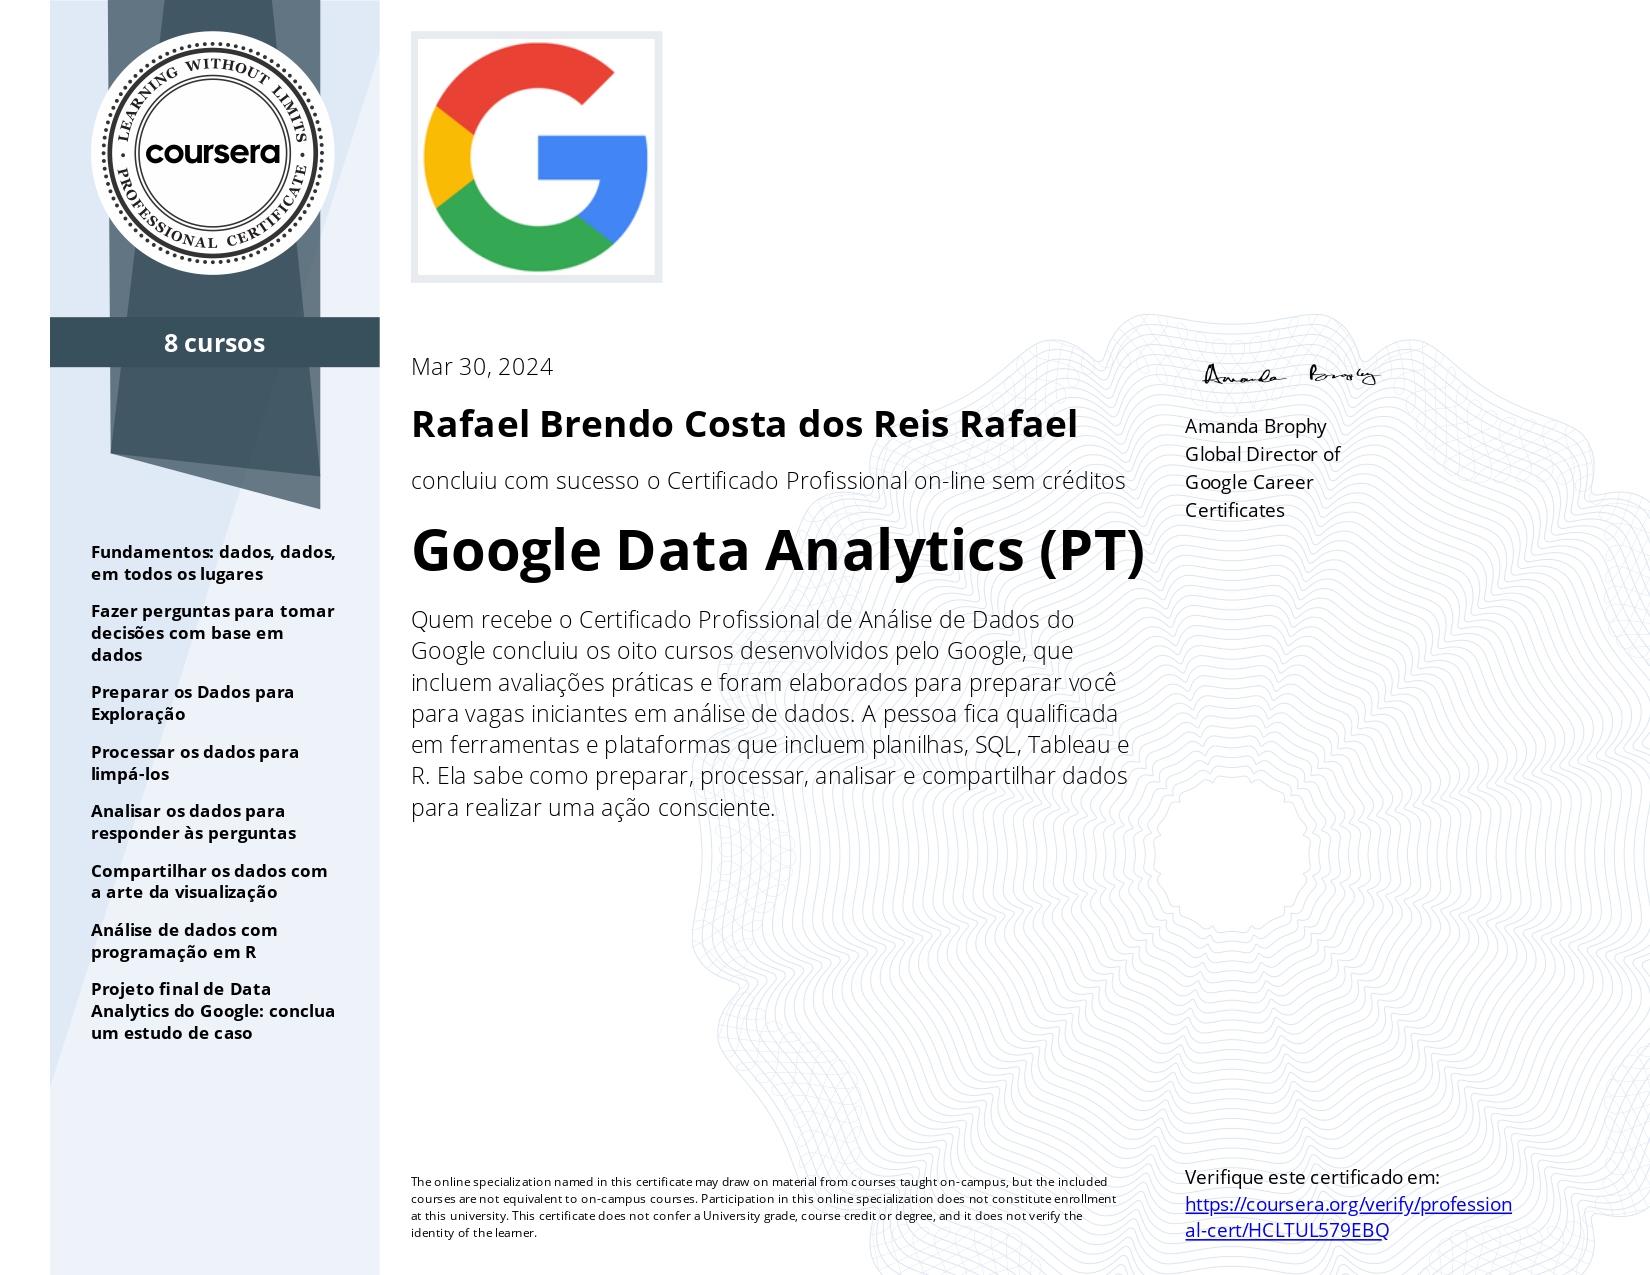 LEARNING WITHOUT LIMITS
coursera
PROFESSIONAL CERTIFICATE
8 cursos
Fundamentos: dados, dados,
em todos os lugares
Fazer perguntas para tomar
decisões com base em
dados
Preparar os Dados para
Exploração
Processar os dados para
limpá-los
Analisar os dados para
responder às perguntas
Compartilhar os dados com
a arte da visualização
Análise de dados com
programação em R
Projeto final de Data
Analytics do Google: conclua
um estudo de caso
Mar 30, 2024
Rafael Brendo Costa dos Reis Rafael
concluiu com sucesso o Certificado Profissional on-line sem créditos
Google Data Analytics (PT)
Quem recebe o Certificado Profissional de Análise de Dados do
Google concluiu os oito cursos desenvolvidos pelo Google, que
incluem avaliações práticas e foram elaborados para preparar você
para vagas iniciantes em análise de dados. A pessoa fica qualificada
em ferramentas e plataformas que incluem planilhas, SQL, Tableau e
R. Ela sabe como preparar, processar, analisar e compartilhar dados
para realizar uma ação consciente.
Amanda Brophy
Amanda Brophy
Global Director of
Google Career
Certificates
The online specialization named in this certificate may draw on material from courses taught on-campus, but the included
courses are not equivalent to on-campus courses. Participation in this online specialization does not constitute enrollment
at this university. This certificate does not confer a University grade, course credit or degree, and it does not verify the
identity of the learner.
Verifique este certificado em:
https://coursera.org/verify/profession
al-cert/HCLTUL579EBQ